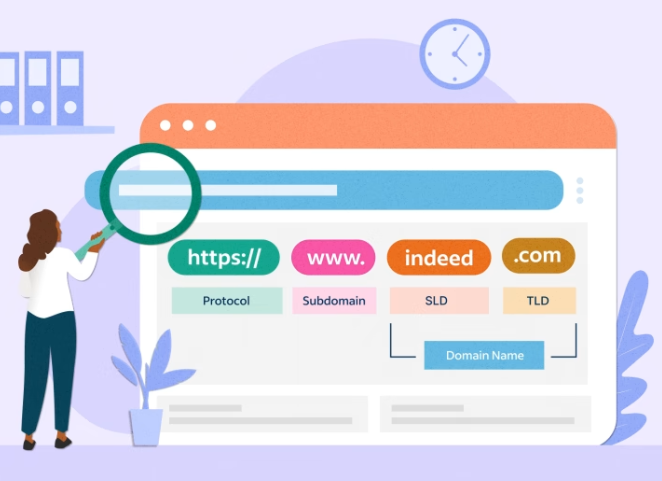 https:// www. indeed .com
Protocol Subdomain SLD TLD
Domain Name